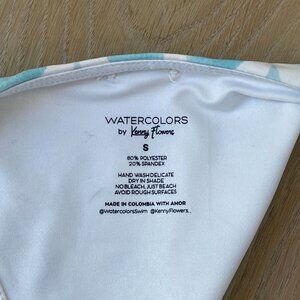 WATERCOLORS
by Kenny Flowers
S
80% POLYESTER
20% SPANDEX
HAND WASH DELICATE
DRY IN SHADE
NO BLEACH, JUST BEACH
AVOID ROUGH SURFACES
MADE IN COLOMBIA WITH AMOR
@WatercolorsSwim @KennyFlowers_